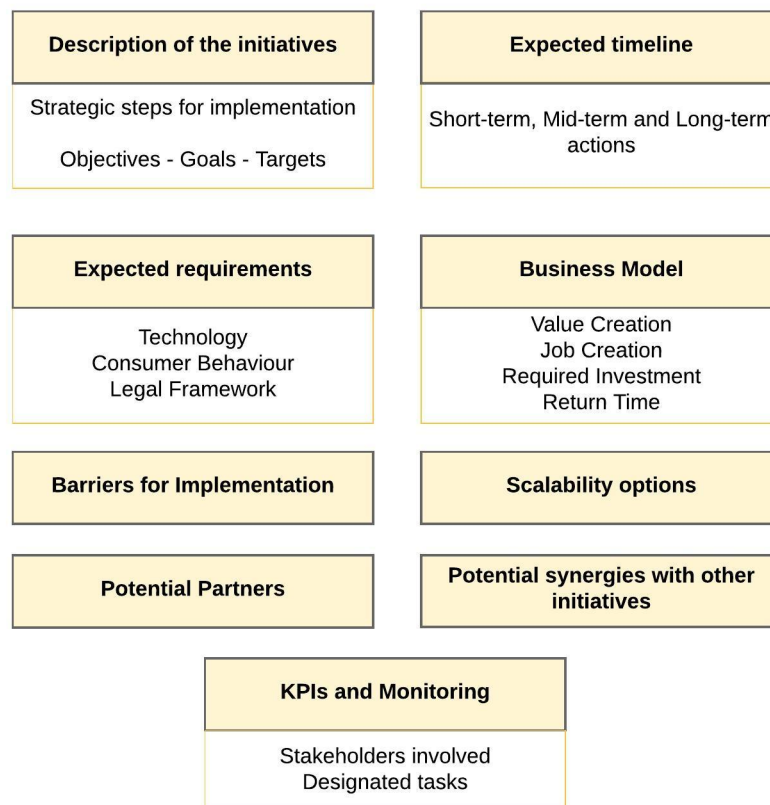 Description of the initiatives
Strategic steps for implementation
Objectives - Goals - Targets
Expected timeline
Short-term, Mid-term and Long-term
actions
Expected requirements
Technology
Consumer Behaviour
Legal Framework
Business Model
Value Creation
Job Creation
Required Investment
Return Time
Barriers for Implementation
Scalability options
Potential Partners
Potential synergies with other
initiatives
KPIs and Monitoring
Stakeholders involved
Designated tasks